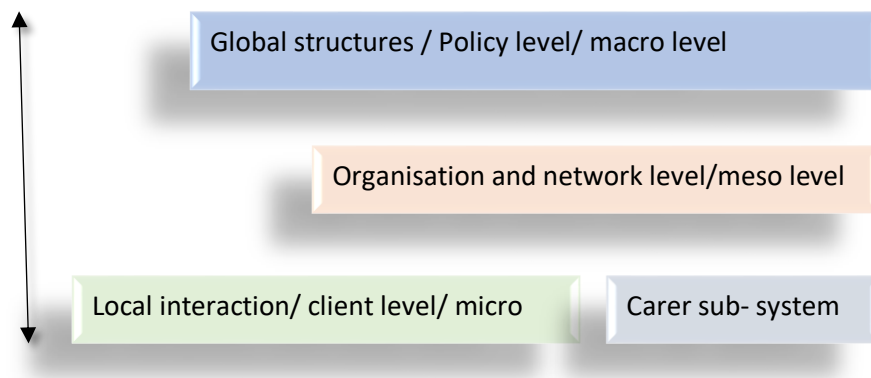 Global structures / Policy level/ macro level
Organisation and network level/meso level
Local interaction/ client level/ micro
Carer sub- system